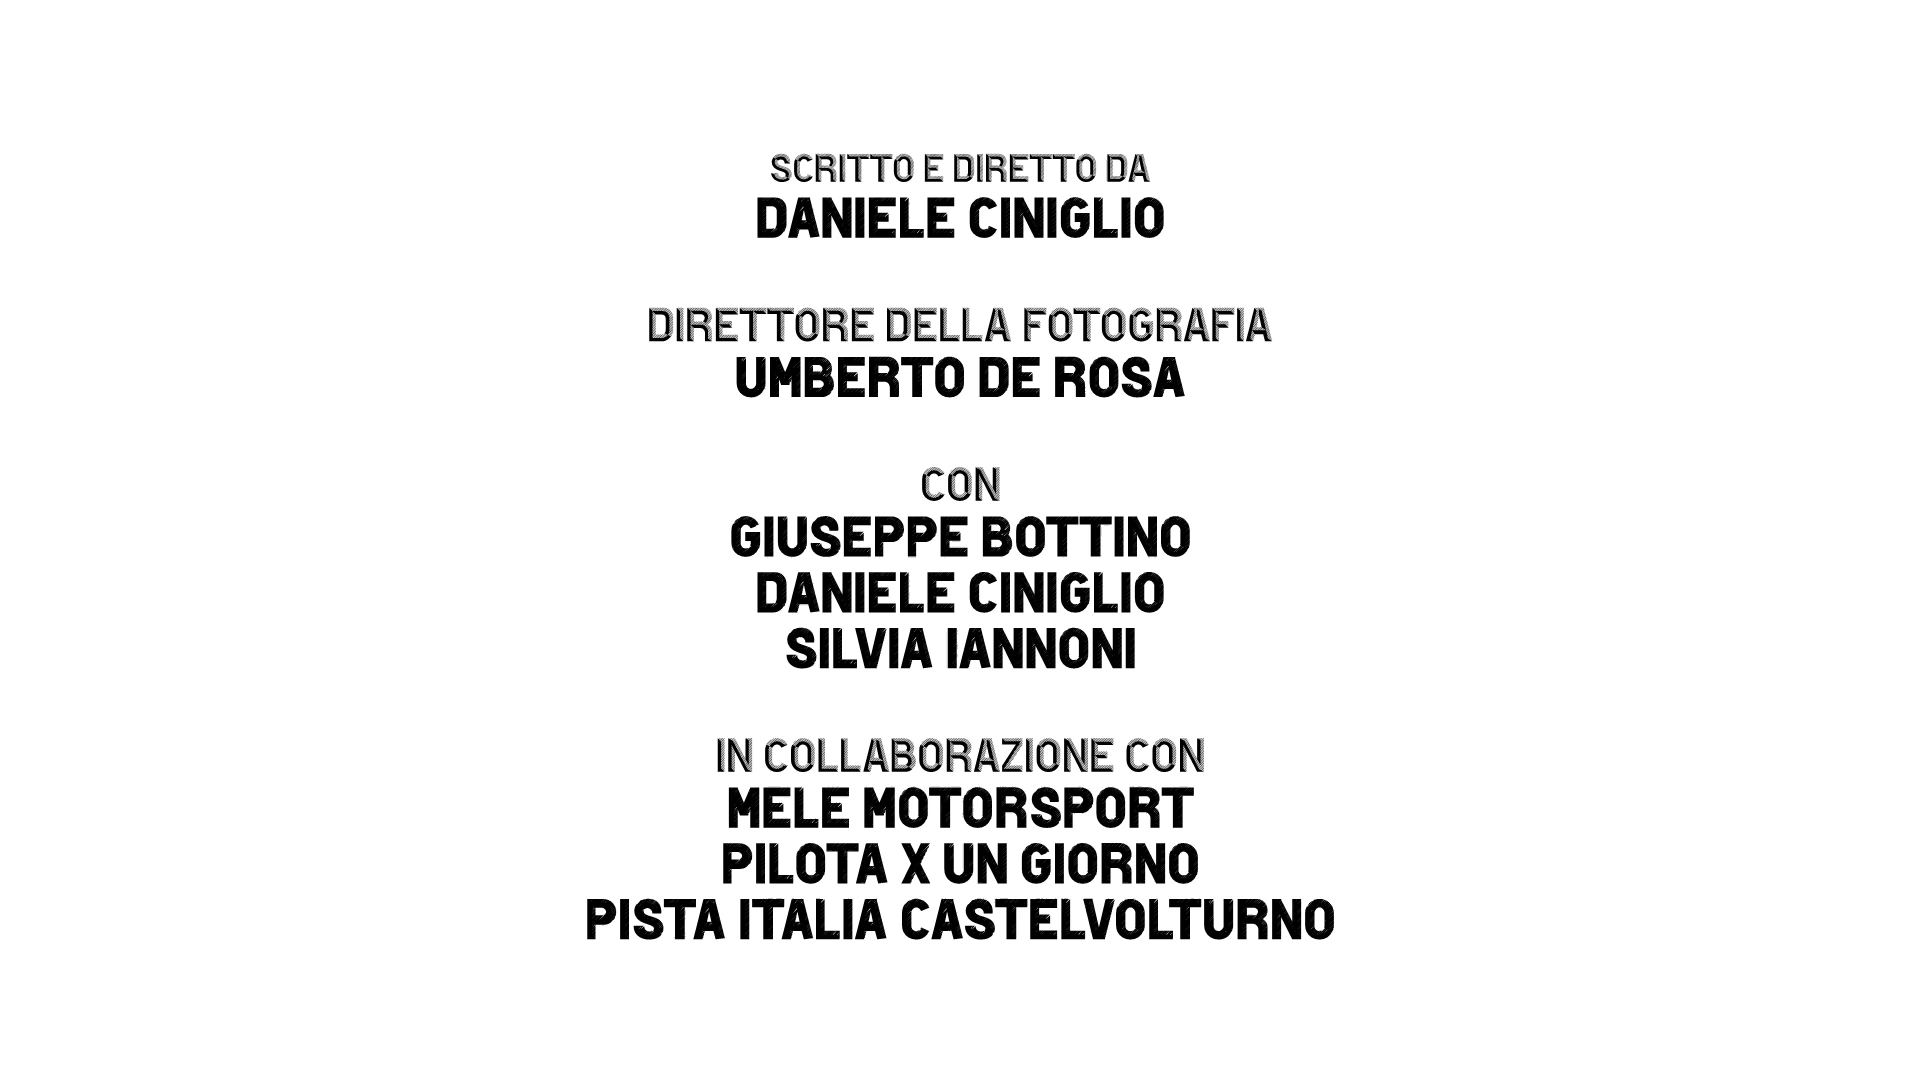 SCRITTO E DIRETTO DA
DANIELE CINIGLIO
DIRETTORE DELLA FOTOGRAFIA
UMBERTO DE ROSA
CON
GIUSEPPE BOTTINO
DANIELE CINIGLIO
SILVIA IANNONI
IN COLLABORAZIONE CON
MELE MOTORSPORT
PILOTA X UN GIORNO
PISTA ITALIA CASTELVOLTURNO